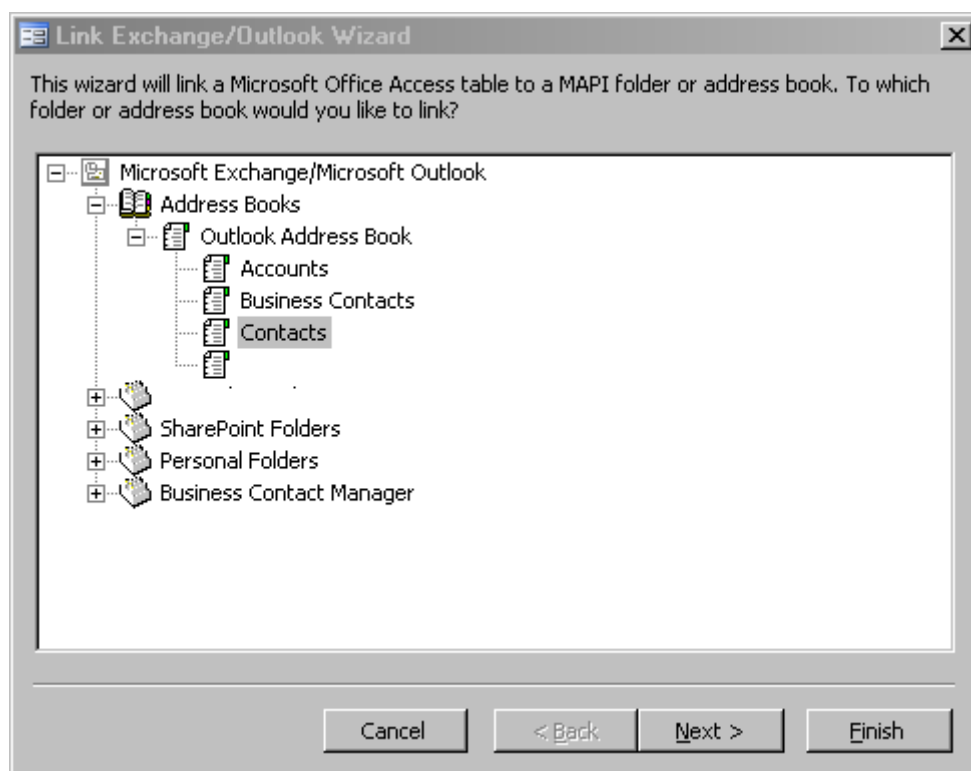 Link Exchange/Outlook Wizard
This wizard will link a Microsoft Office Access table to a MAPI folder or address book. To which
folder or address book would you like to link?
Microsoft Exchange/Microsoft Outlook
Address Books
Outlook Address Book
Accounts
Business Contacts
Contacts
SharePoint Folders
Personal Folders
Business Contact Manager
Cancel < Back Next > Finish